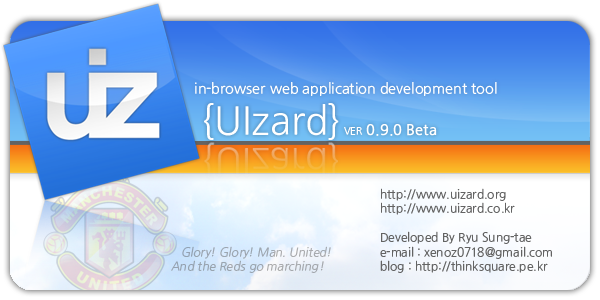 uiz
in-browser web application development tool
{UIzard} VER 0.9.0 Beta
http://www.uizard.org
http://www.uizard.co.kr
MANCHESTER
UNITED
Glory! Glory! Man. United!
And the Reds go marching!
Developed By Ryu Sung-tae
e-mail : xenoz0718@gmail.com
blog : http://thinksquare.pe.kr